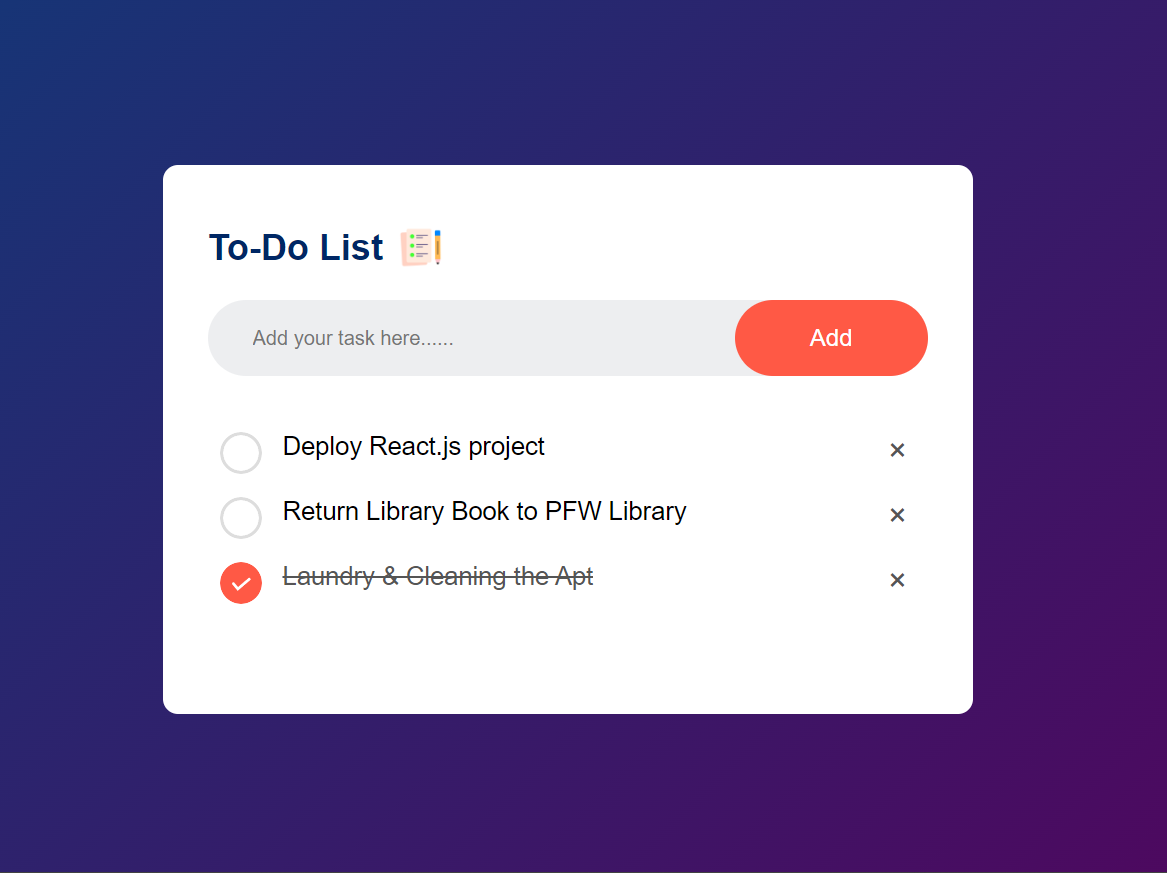 To-Do List
Add your task here......
Add
Deploy React.js project
Return Library Book to PFW Library
Laundry & Cleaning the Apt